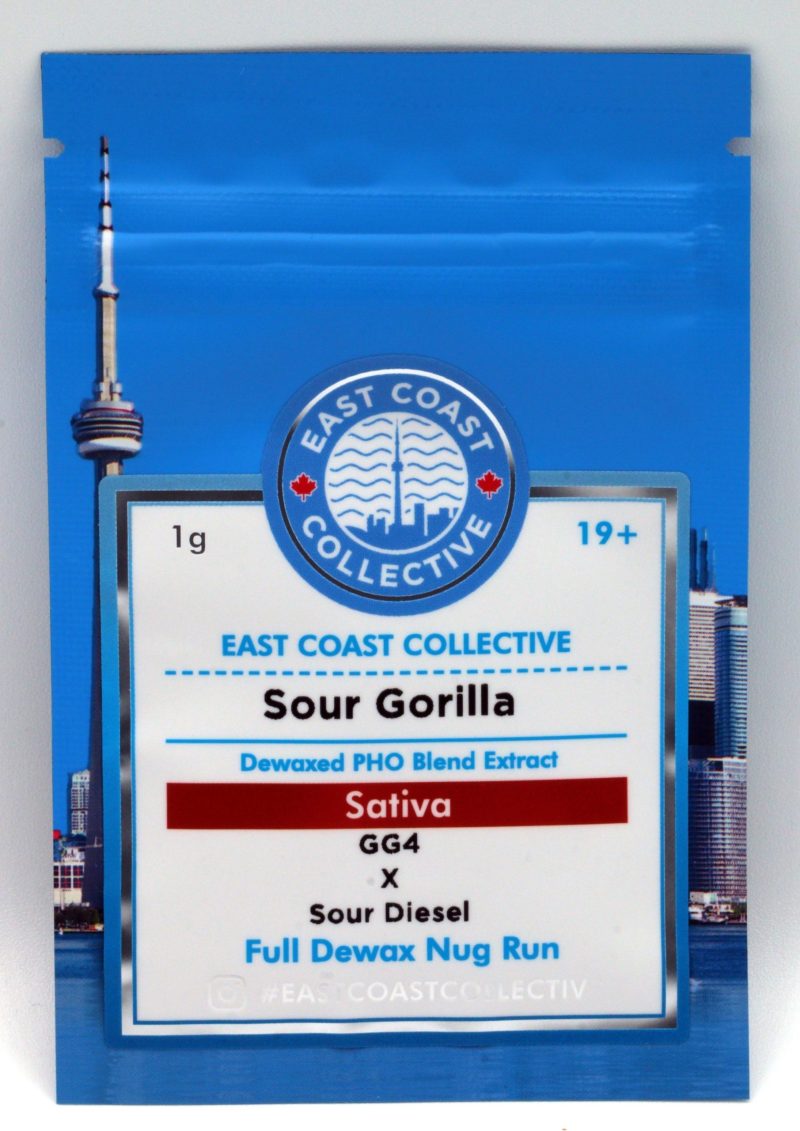 EAST COAST
COLLECTIVE
1g
19+
EAST COAST COLLECTIVE
Sour Gorilla
Dewaxed PHO Blend Extract
Sativa
GG4
X
Sour Diesel
Full Dewax Nug Run
#EASTCOASTCOLLECTIV